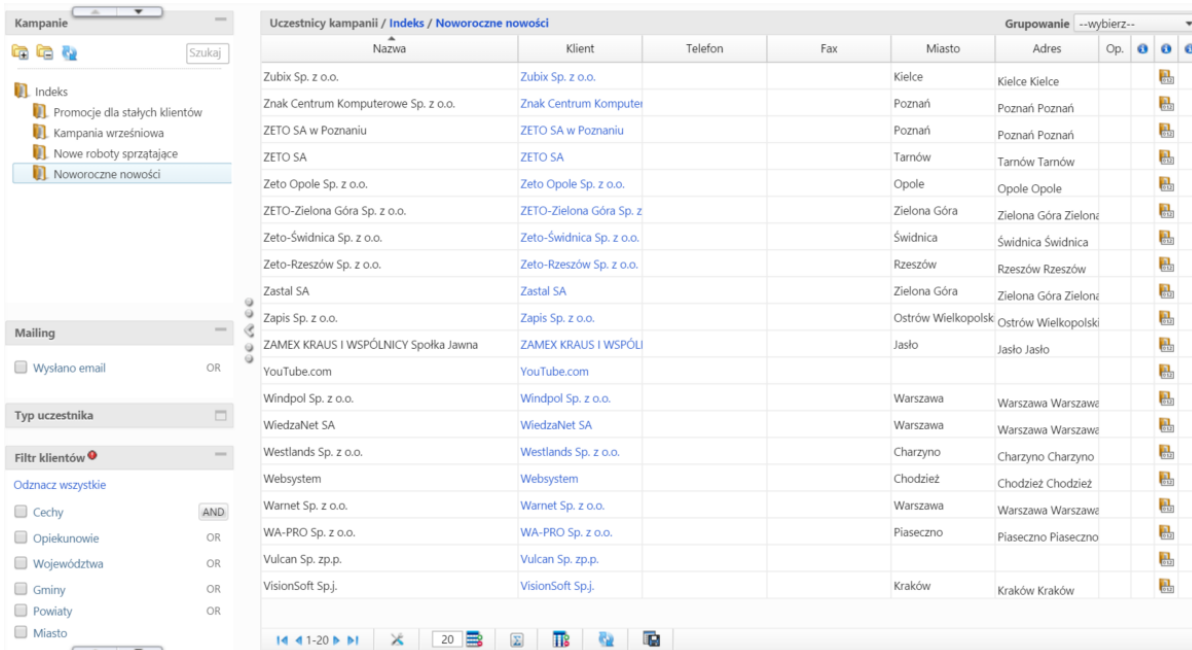 Kampanie
Szukaj
Indeks
Promocje dla stałych klientów
Kampania wrześniowa
Nowe roboty sprzątające
Noworoczne nowości
Mailing
Wysłano email OR
Typ uczestnika
Filtr klientów
Odznacz wszystkie
Cechy AND
Opiekunowie OR
Województwa OR
Gminy OR
Powiaty OR
Miasto
Uczestnicy kampanii / Indeks / Noworoczne nowości Grupowanie --wybierz--
Nazwa Klient Telefon Fax Miasto Adres Op.
Zubix Sp. z o.o. Zubix Sp. z o.o. Kielce Kielce Kielce
Znak Centrum Komputerowe Sp. z o.o. Znak Centrum Komputer Poznań Poznań Poznań
ZETO SA w Poznaniu ZETO SA w Poznaniu Poznań Poznań Poznań
ZETO SA ZETO SA Tarnów Tarnów Tarnów
Zeto Opole Sp. z o.o. Zeto Opole Sp. z o.o. Opole Opole Opole
ZETO-Zielona Góra Sp. z o.o. ZETO-Zielona Góra Sp. z Zielona Góra Zielona Góra Zielona
Zeto-Świdnica Sp. z o.o. Zeto-Świdnica Sp. z o.o. Świdnica Świdnica Świdnica
Zeto-Rzeszów Sp. z o.o. Zeto-Rzeszów Sp. z o.o. Rzeszów Rzeszów Rzeszów
Zastal SA Zastal SA Zielona Góra Zielona Góra Zielona
Zapis Sp. z o.o. Zapis Sp. z o.o. Ostrów Wielkopolsk Ostrów Wielkopolski
ZAMEX KRAUS I WSPÓLNICY Społka Jawna ZAMEX KRAUS I WSPÓLI Jasło Jasło Jasło
YouTube.com YouTube.com
Windpol Sp. z o.o. Windpol Sp. z o.o. Warszawa Warszawa Warszawa
WiedzaNet SA WiedzaNet SA Warszawa Warszawa Warszawa
Westlands Sp. z o.o. Westlands Sp. z o.o. Charzyno Charzyno Charzyno
Websystem Websystem Chodzież Chodzież Chodzież
Warnet Sp. z o.o. Warnet Sp. z o.o. Warszawa Warszawa Warszawa
WA-PRO Sp. z o.o. WA-PRO Sp. z o.o. Piaseczno Piaseczno Piaseczno
Vulcan Sp. zp.p. Vulcan Sp. zp.p.
VisionSoft Sp.j. VisionSoft Sp.j. Kraków Kraków Kraków
1-20 20